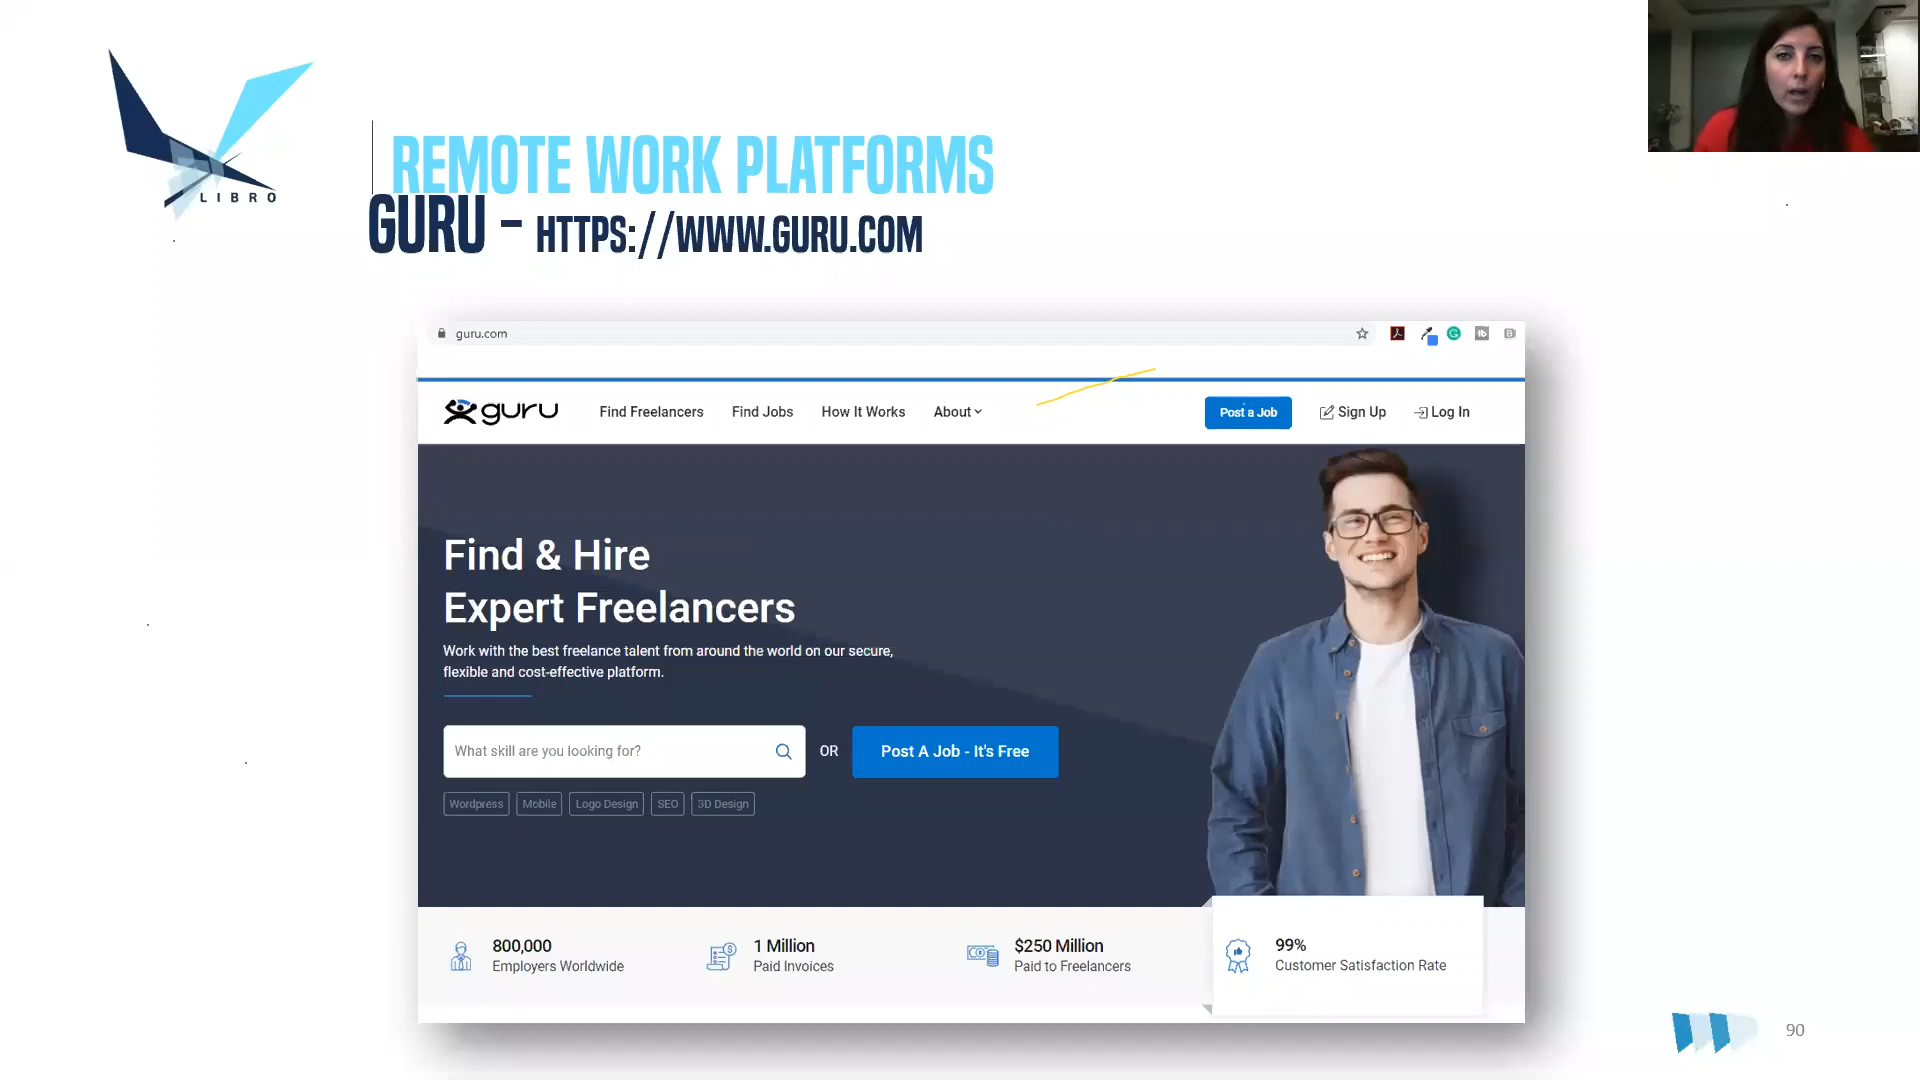 LIBRO
REMOTE WORK PLATFORMS
GURU – HTTPS://WWW.GURU.COM
guru.com
guru
Find Freelancers
Find Jobs
How It Works
About
Post a Job
Sign Up
Log In
Find & Hire
Expert Freelancers
Work with the best freelance talent from around the world on our secure,
flexible and cost-effective platform.
What skill are you looking for?
OR
Post A Job - It's Free
Wordpress
Mobile
Logo Design
SEO
3D Design
800,000
Employers Worldwide
1 Million
Paid Invoices
$250 Million
Paid to Freelancers
99%
Customer Satisfaction Rate
90